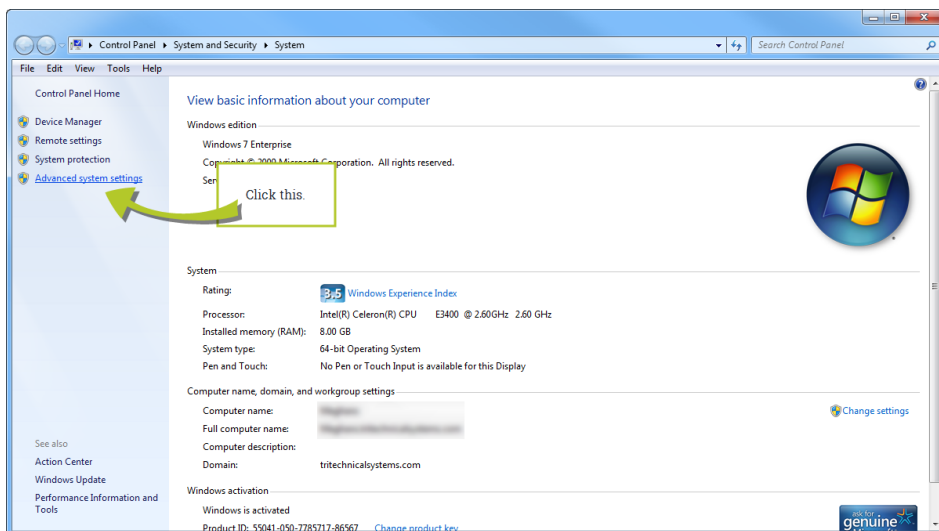 Control Panel ▸ System and Security ▸ System
Search Control Panel
File Edit View Tools Help
Control Panel Home
Device Manager
Remote settings
System protection
Advanced system settings
See also
Action Center
Windows Update
Performance Information and
Tools
View basic information about your computer
Windows edition
Windows 7 Enterprise
Copyright © 2009 Microsoft Corporation. All rights reserved.
Click this.
System
Rating:
3.5 Windows Experience Index
Processor: Intel(R) Celeron(R) CPU E3400 @ 2.60GHz 2.60 GHz
Installed memory (RAM): 8.00 GB
System type: 64-bit Operating System
Pen and Touch: No Pen or Touch Input is available for this Display
Computer name, domain, and workgroup settings
Computer name:
Change settings
Full computer name:
Computer description:
Domain: tritechnicalsystems.com
Windows activation
Windows is activated
Product ID: 55041-050-7785717-86567 Change product key
ask for
genuine